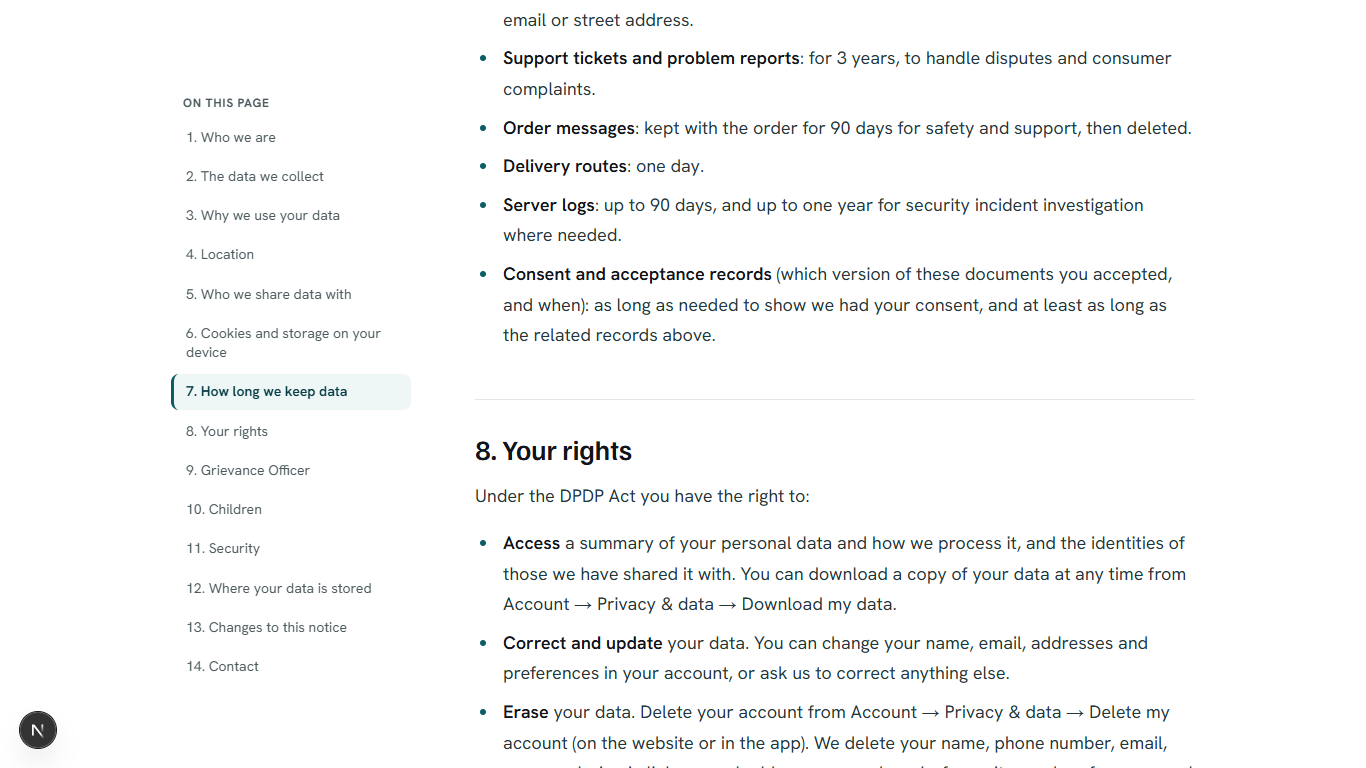 email or street address.
Support tickets and problem reports: for 3 years, to handle disputes and consumer
complaints.
Order messages: kept with the order for 90 days for safety and support, then deleted.
Delivery routes: one day.
Server logs: up to 90 days, and up to one year for security incident investigation
where needed.
Consent and acceptance records (which version of these documents you accepted,
and when): as long as needed to show we had your consent, and at least as long as
the related records above.
ON THIS PAGE
1. Who we are
2. The data we collect
3. Why we use your data
4. Location
5. Who we share data with
6. Cookies and storage on your
device
7. How long we keep data
8. Your rights
9. Grievance Officer
10. Children
11. Security
12. Where your data is stored
13. Changes to this notice
14. Contact
8. Your rights
Under the DPDP Act you have the right to:
Access a summary of your personal data and how we process it, and the identities of
those we have shared it with. You can download a copy of your data at any time from
Account → Privacy & data → Download my data.
Correct and update your data. You can change your name, email, addresses and
preferences in your account, or ask us to correct anything else.
Erase your data. Delete your account from Account → Privacy & data → Delete my
account (on the website or in the app). We delete your name, phone number, email,
N